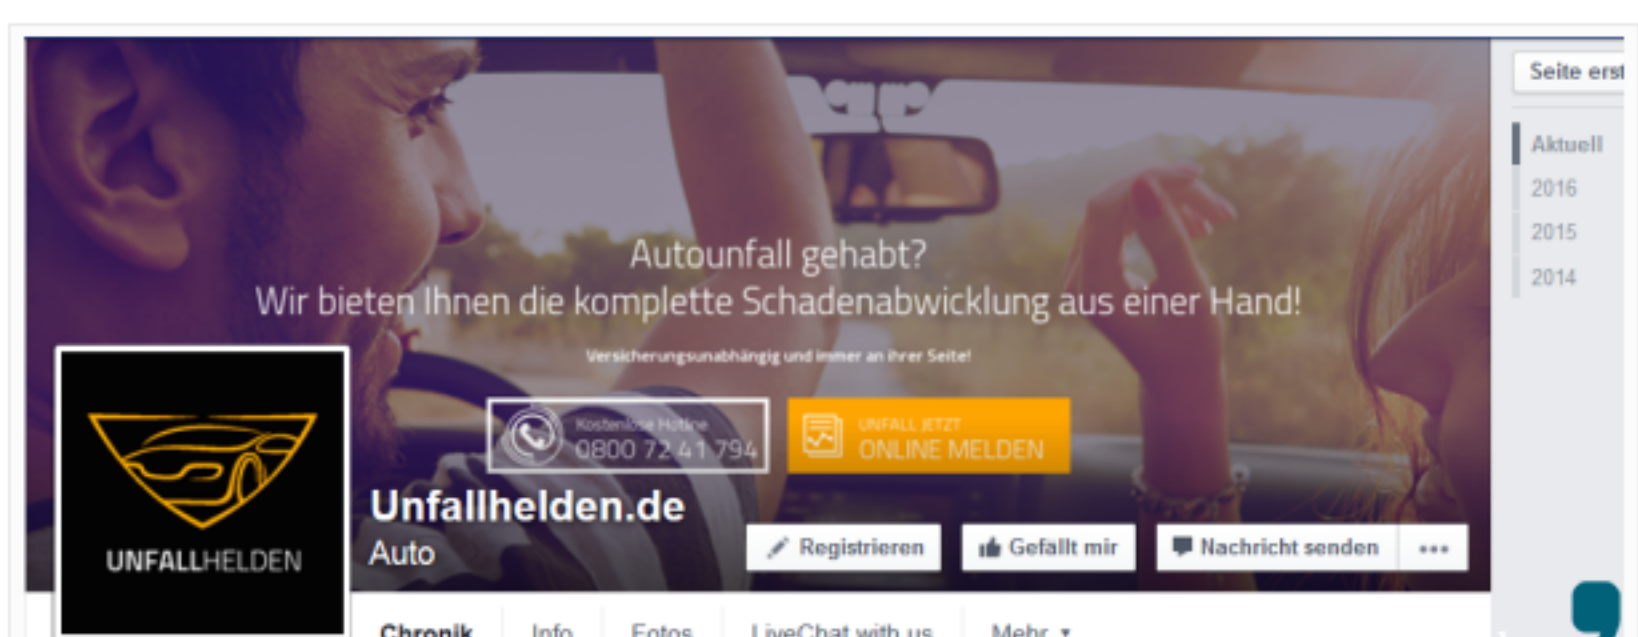 Seite erst
Aktuell
2016
2015
2014
Autounfall gehabt?
Wir bieten Ihnen die komplette Schadenabwicklung aus einer Hand!
Versicherungsunabhängig und immer an ihrer Seite!
Kostenlose Hotline
0800 72 41 794
UNFALL JETZT
ONLINE MELDEN
UNFALLHELDEN
Unfallhelden.de
Auto
Registrieren
Gefällt mir
Nachricht senden
Chronik
Info
Fotos
LiveChat with us
Mehr